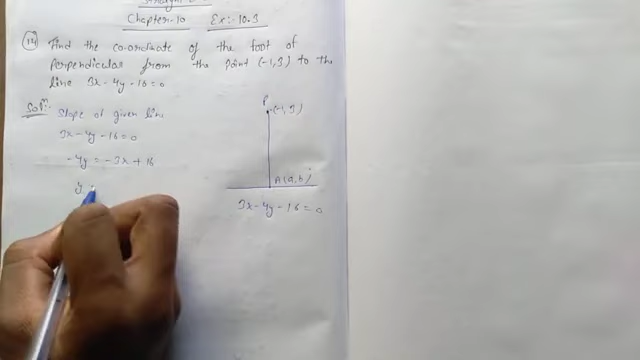 Chapter-10 Ex:-10.3
(14) Find the co-ordinate of the foot of
perpendicular from the point (-1,3) to the
line 3x-4y-16=0
Solⁿ:- Slope of given line
3x-4y-16=0
-4y = -3x + 16
y
P
(-1,3)
A(a,b)
3x-4y-16=0